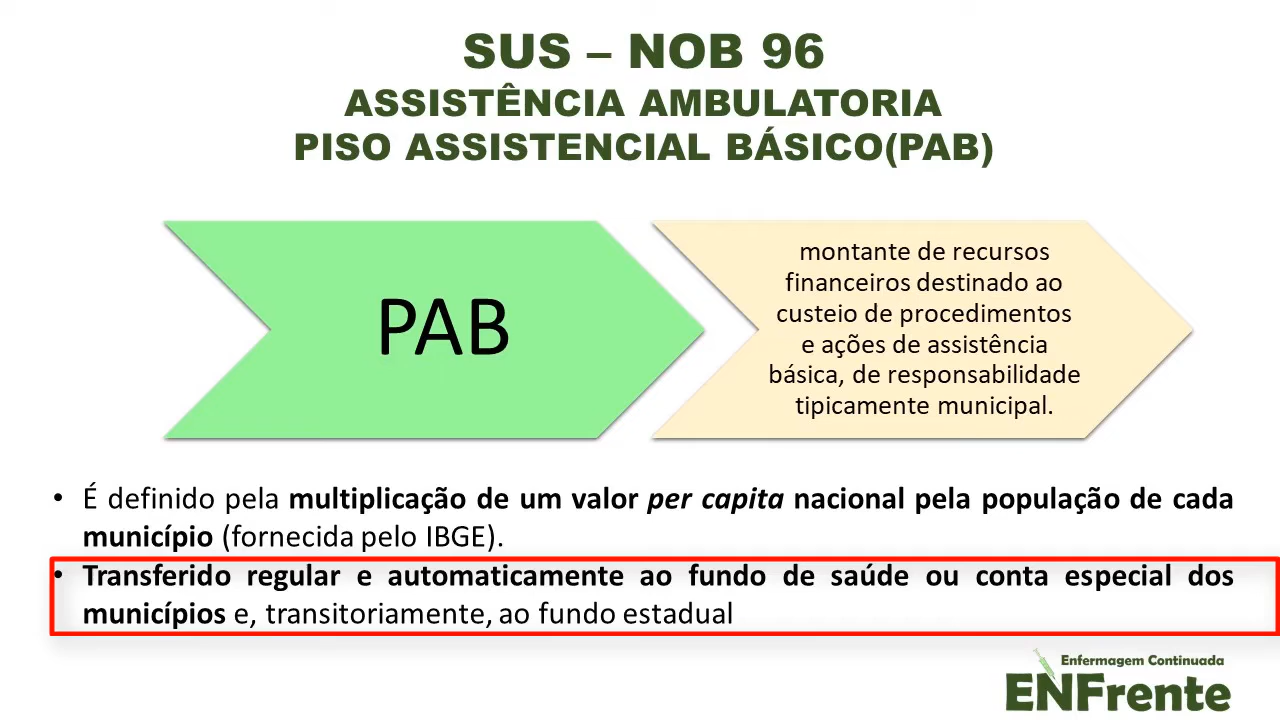 SUS – NOB 96
ASSISTÊNCIA AMBULATORIA
PISO ASSISTENCIAL BÁSICO(PAB)
PAB
montante de recursos
financeiros destinado ao
custeio de procedimentos
e ações de assistência
básica, de responsabilidade
tipicamente municipal.
• É definido pela multiplicação de um valor per capita nacional pela população de cada
município (fornecida pelo IBGE).
• Transferido regular e automaticamente ao fundo de saúde ou conta especial dos
municípios e, transitoriamente, ao fundo estadual
Enfermagem Continuada
ENFrente